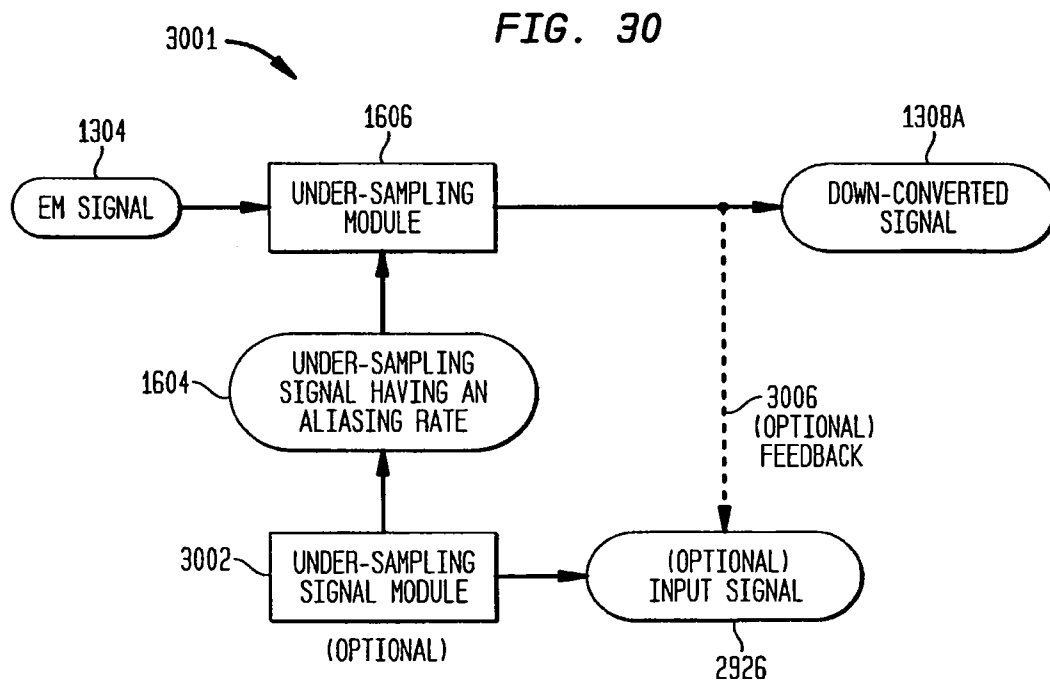 FIG. 30
3001
1304
1606
1308A
EM SIGNAL
UNDER-SAMPLING
MODULE
DOWN-CONVERTED
SIGNAL
1604
UNDER-SAMPLING
SIGNAL HAVING AN
ALIASING RATE
3006
(OPTIONAL)
FEEDBACK
3002
UNDER-SAMPLING
SIGNAL MODULE
(OPTIONAL)
(OPTIONAL)
INPUT SIGNAL
2926